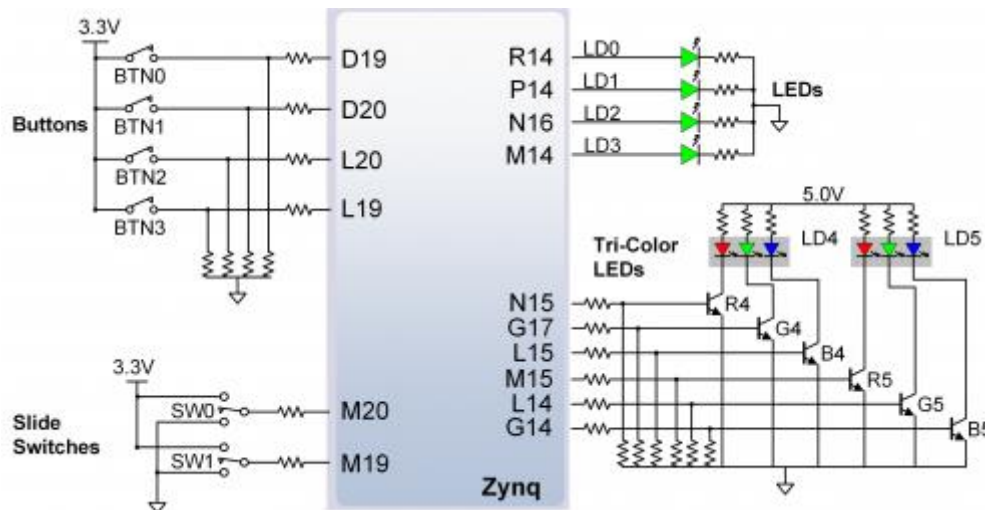 3.3V
BTN0
BTN1
BTN2
BTN3
Buttons
D19
D20
L20
L19
R14
P14
N16
M14
LD0
LD1
LD2
LD3
LEDs
5.0V
LD4
LD5
Tri-Color
LEDs
N15
G17
L15
M15
L14
G14
R4
G4
B4
R5
G5
B5
3.3V
SW0
SW1
Slide
Switches
M20
M19
Zynq